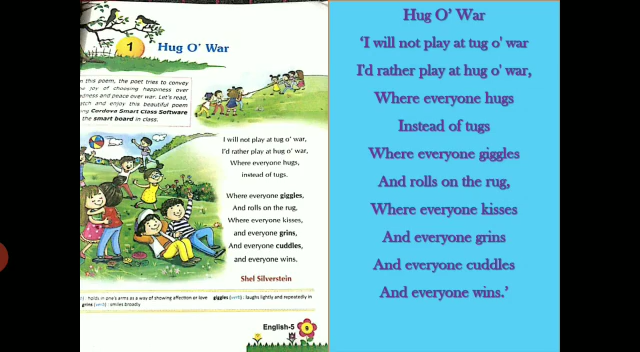 1 Hug O' War
n this poem, the poet tries to convey
joy of choosing happiness over
dness and peace over war. Let's read,
atch and enjoy this beautiful poem
ng Cordova Smart Class Software
the smart board in class.
I will not play at tug o' war,
I'd rather play at hug o' war,
Where everyone hugs,
instead of tugs.
Where everyone giggles,
And rolls on the rug,
Where everyone kisses,
and everyone grins,
And everyone cuddles,
and everyone wins.
Shel Silverstein
holds in one's arms as a way of showing affection or love giggles (verb) : laughs lightly and repeatedly in
grins (verb) : smiles broadly
English-5
Hug O' War
‘I will not play at tug o' war
I'd rather play at hug o' war,
Where everyone hugs
Instead of tugs
Where everyone giggles
And rolls on the rug,
Where everyone kisses
And everyone grins
And everyone cuddles
And everyone wins.’